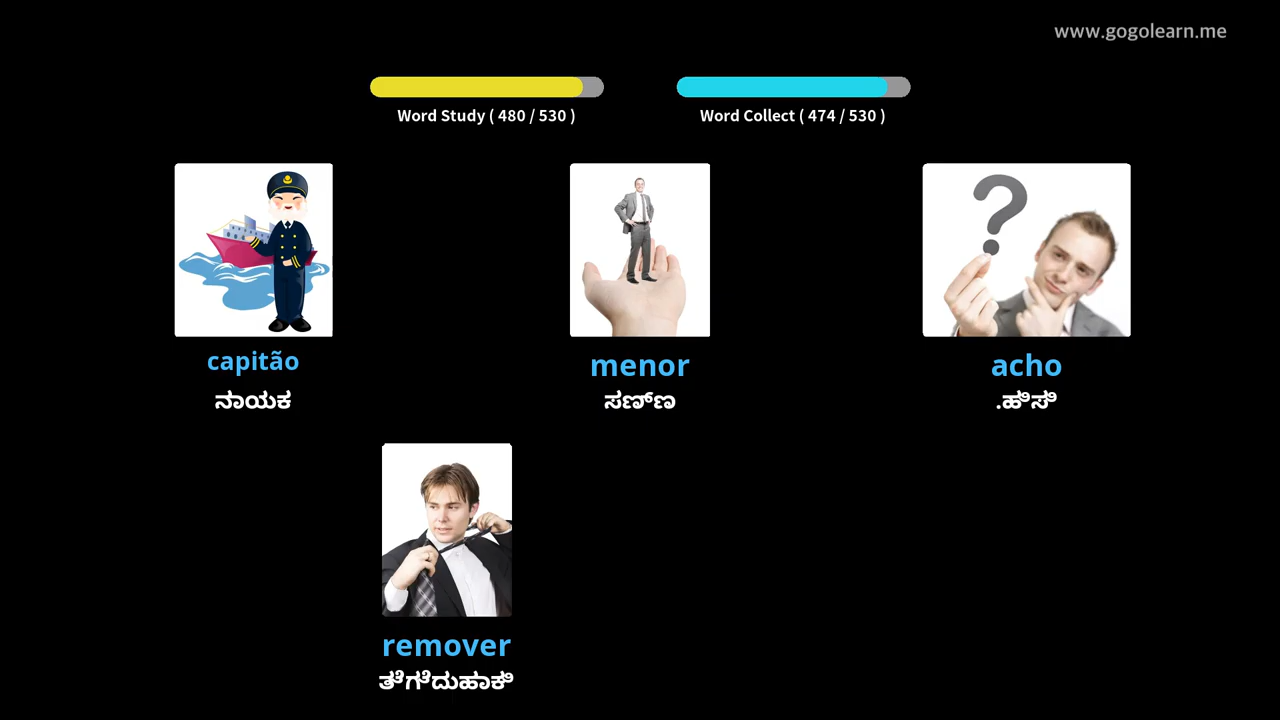 www.gogolearn.me
Word Study ( 480 / 530 )
Word Collect ( 474 / 530 )
capitão
ನಾಯಕ
menor
ಸಣ್ಣ
acho
.ಹಿಸಿ
remover
ತೆಗೆದುಹಾಕಿ